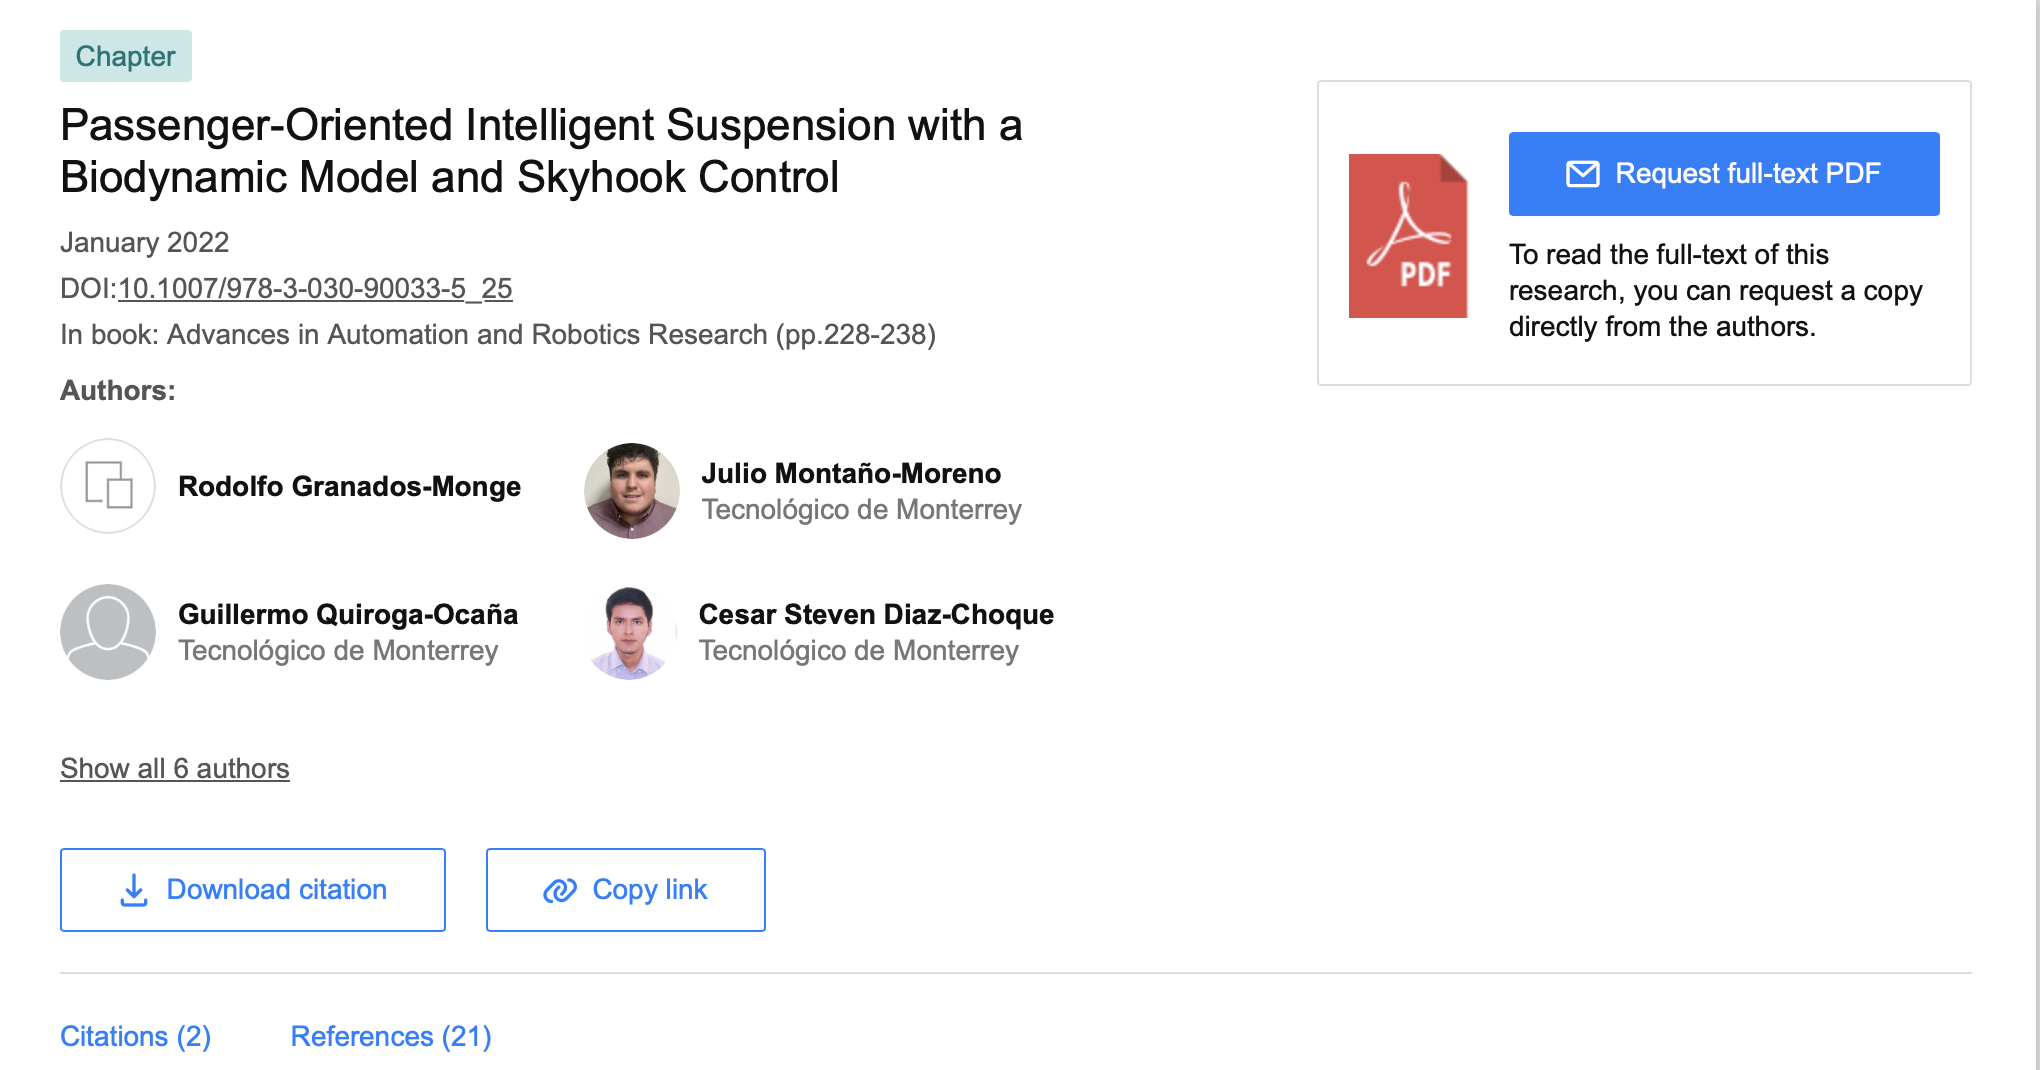 Chapter
Passenger-Oriented Intelligent Suspension with a
Biodynamic Model and Skyhook Control
January 2022
DOI:10.1007/978-3-030-90033-5_25
In book: Advances in Automation and Robotics Research (pp.228-238)
Authors:
Rodolfo Granados-Monge
Julio Montaño-Moreno
Tecnológico de Monterrey
Guillermo Quiroga-Ocaña
Tecnológico de Monterrey
Cesar Steven Diaz-Choque
Tecnológico de Monterrey
Show all 6 authors
Download citation
Copy link
Citations (2)
References (21)
PDF
Request full-text PDF
To read the full-text of this
research, you can request a copy
directly from the authors.